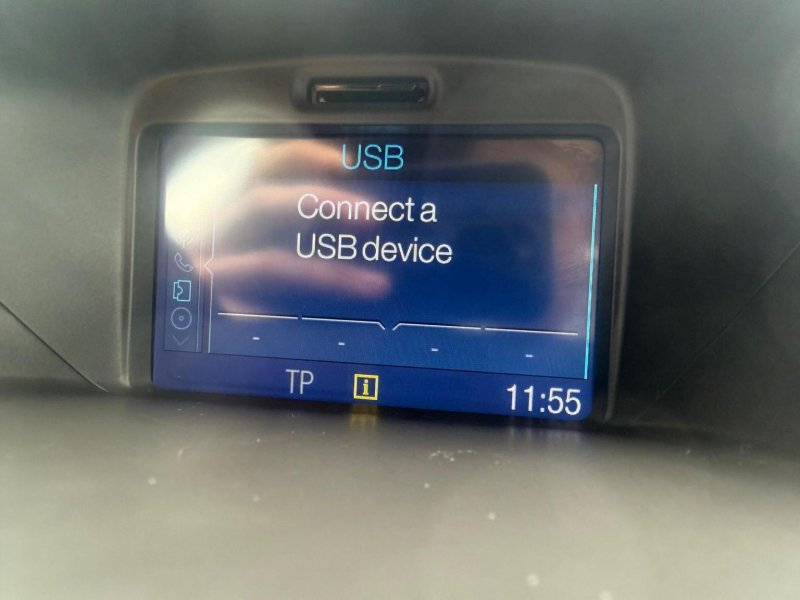 USB
Connect a
USB device
- - - -
TP i 11:55